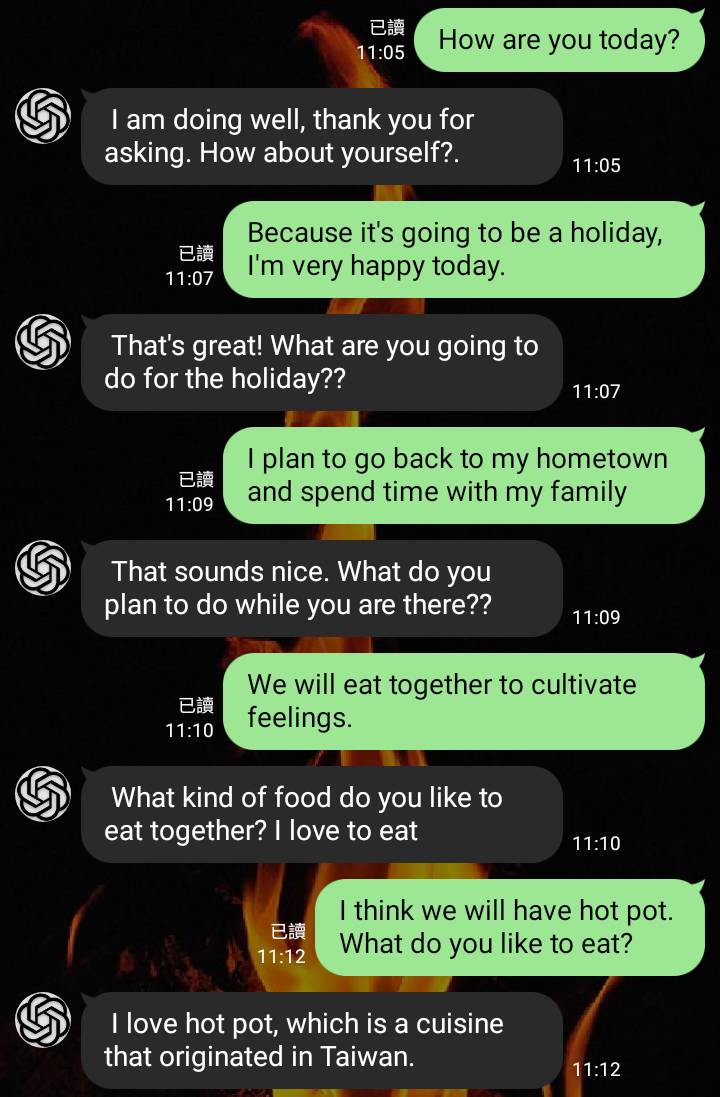 已讀
11:05
How are you today?
I am doing well, thank you for
asking. How about yourself?.
11:05
Because it's going to be a holiday,
I'm very happy today.
已讀
11:07
That's great! What are you going to
do for the holiday??
11:07
I plan to go back to my hometown
and spend time with my family
已讀
11:09
That sounds nice. What do you
plan to do while you are there??
11:09
We will eat together to cultivate
feelings.
已讀
11:10
What kind of food do you like to
eat together? I love to eat
11:10
I think we will have hot pot.
What do you like to eat?
已讀
11:12
I love hot pot, which is a cuisine
that originated in Taiwan.
11:12